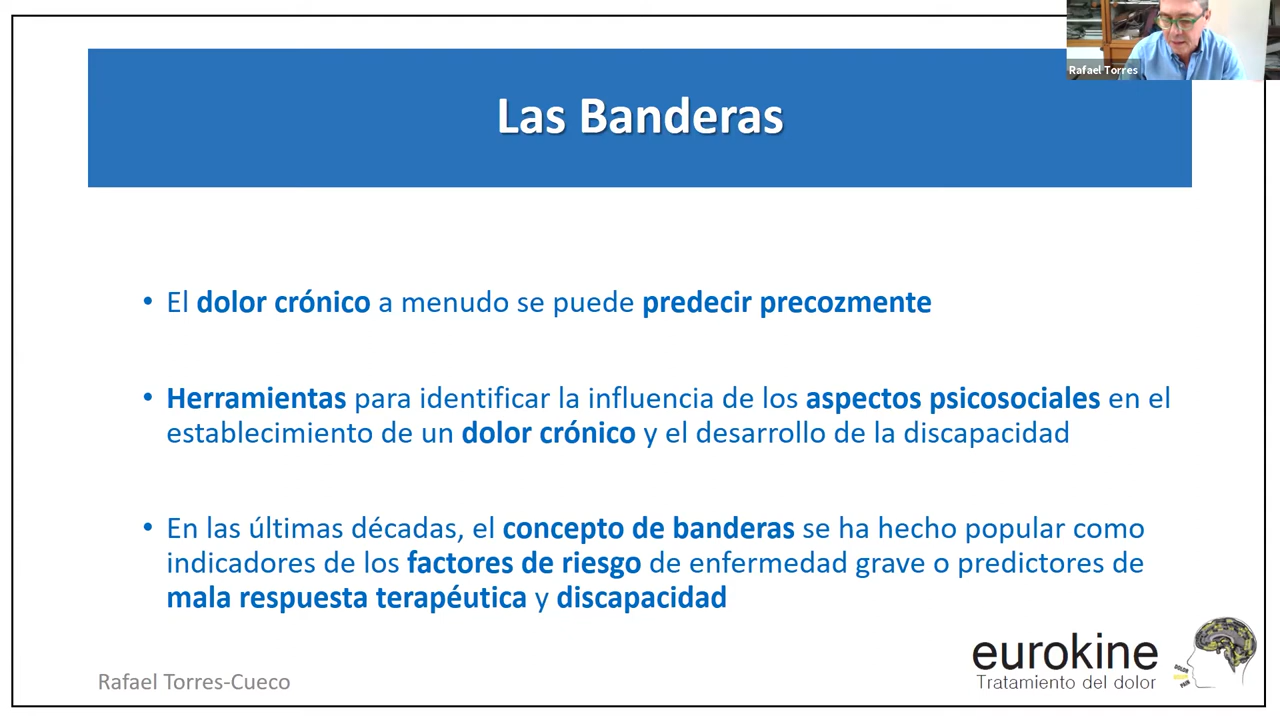 Rafael Torres
Las Banderas
• El dolor crónico a menudo se puede predecir precozmente
• Herramientas para identificar la influencia de los aspectos psicosociales en el
establecimiento de un dolor crónico y el desarrollo de la discapacidad
• En las últimas décadas, el concepto de banderas se ha hecho popular como
indicadores de los factores de riesgo de enfermedad grave o predictores de
mala respuesta terapéutica y discapacidad
eurokine
Tratamiento del dolor
DOLOR
PAIN
Rafael Torres-Cueco